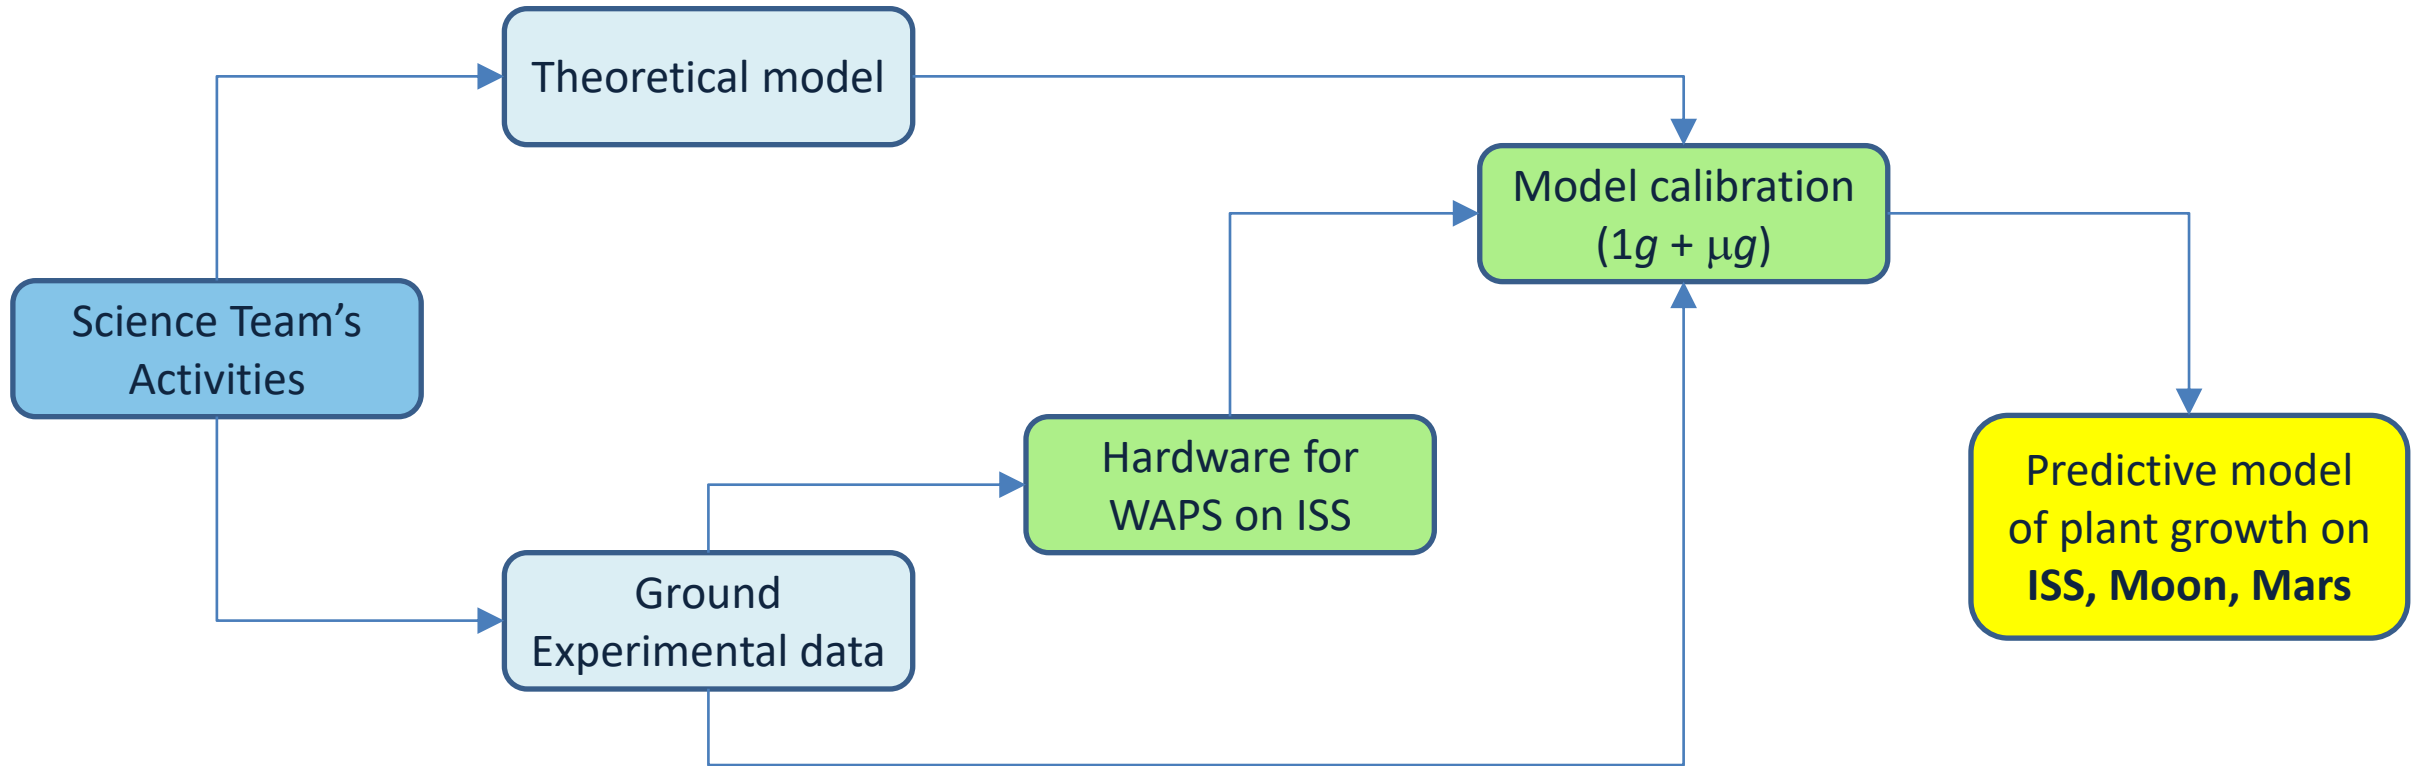 Theoretical model
Model calibration
(1g + μg)
Science Team’s
Activities
Hardware for
WAPS on ISS
Predictive model
of plant growth on
ISS, Moon, Mars
Ground
Experimental data